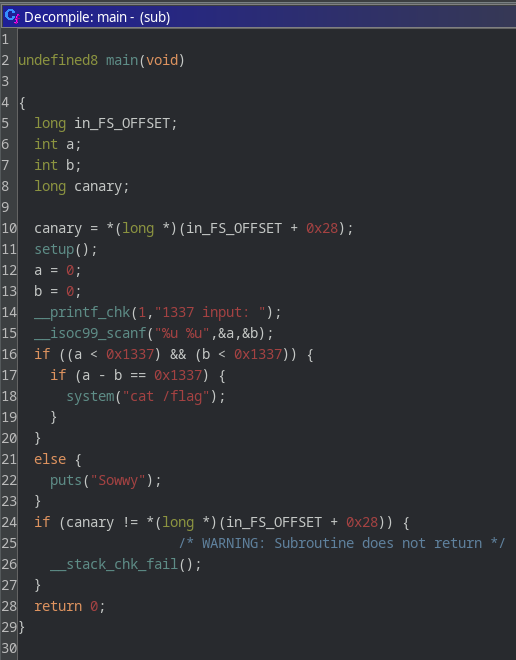 Decompile: main - (sub)
1
2 undefined8 main(void)
3
4 {
5   long in_FS_OFFSET;
6   int a;
7   int b;
8   long canary;
9
10   canary = *(long *)(in_FS_OFFSET + 0x28);
11   setup();
12   a = 0;
13   b = 0;
14   __printf_chk(1,"1337 input: ");
15   __isoc99_scanf("%u %u",&a,&b);
16   if ((a < 0x1337) && (b < 0x1337)) {
17     if (a - b == 0x1337) {
18       system("cat /flag");
19     }
20   }
21   else {
22     puts("Sowwy");
23   }
24   if (canary != *(long *)(in_FS_OFFSET + 0x28)) {
25                     /* WARNING: Subroutine does not return */
26     __stack_chk_fail();
27   }
28   return 0;
29 }
30